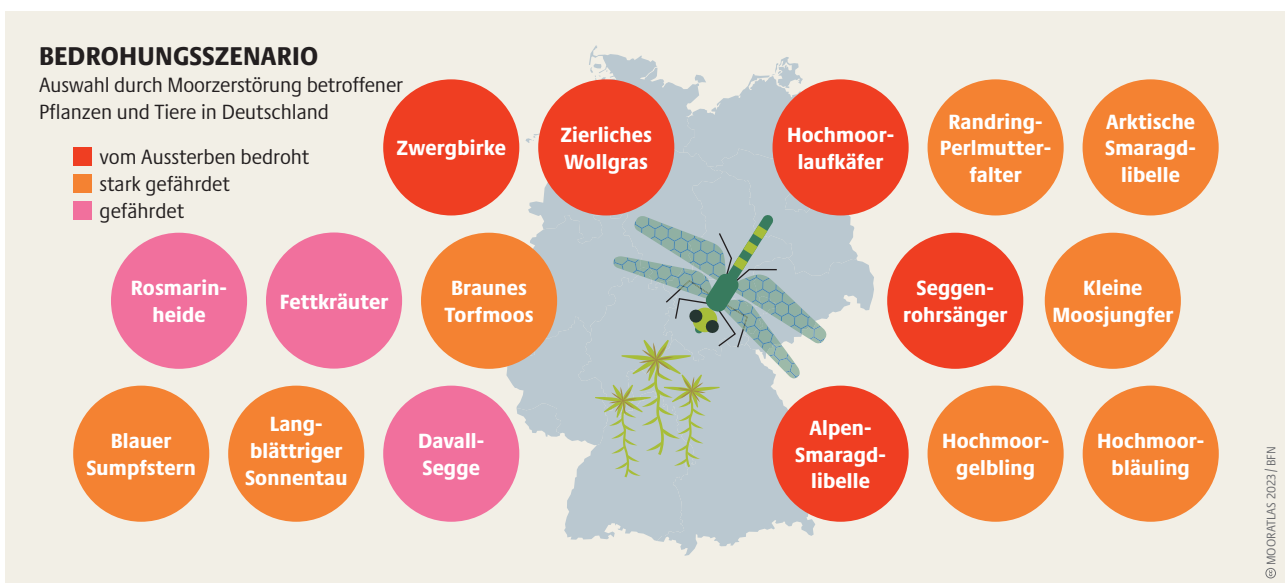 BEDROHUNGSSZENARIO
Auswahl durch Moorzerstörung betroffener
Pflanzen und Tiere in Deutschland
vom Aussterben bedroht
stark gefährdet
gefährdet
Zwergbirke
Zierliches
Wollgras
Hochmoor-
laufkäfer
Randring-
Perlmutter-
falter
Arktische
Smaragd-
libelle
Rosmarin-
heide
Fettkräuter
Braunes
Torfmoos
Seggen-
rohrsänger
Kleine
Moosjungfer
Blauer
Sumpfstern
Lang-
blättriger
Sonnentau
Davall-
Segge
Alpen-
Smaragd-
libelle
Hochmoor-
gelbling
Hochmoor-
bläuling
MOORATLAS 2023 / BFN